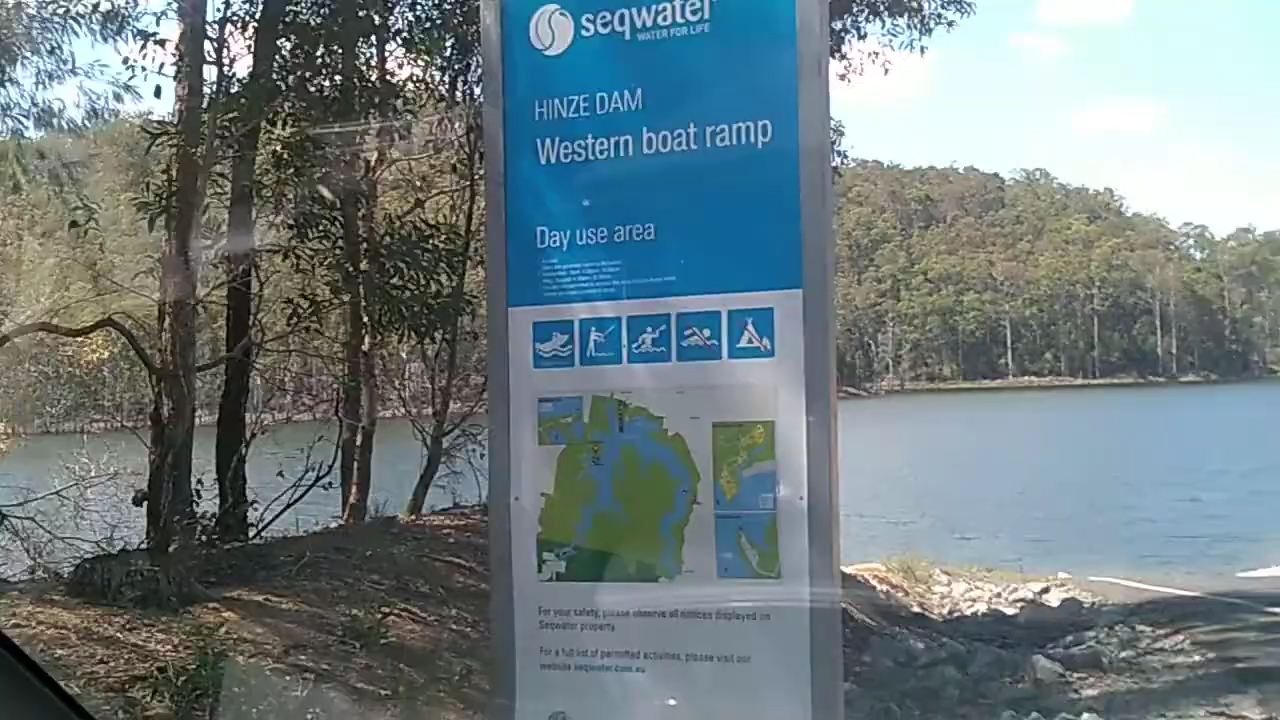 seqwater
WATER FOR LIFE
HINZE DAM
Western boat ramp
Day use area
For your safety, please observe all notices displayed on
Seqwater property.
For a full list of permitted activities, please visit our
website seqwater.com.au